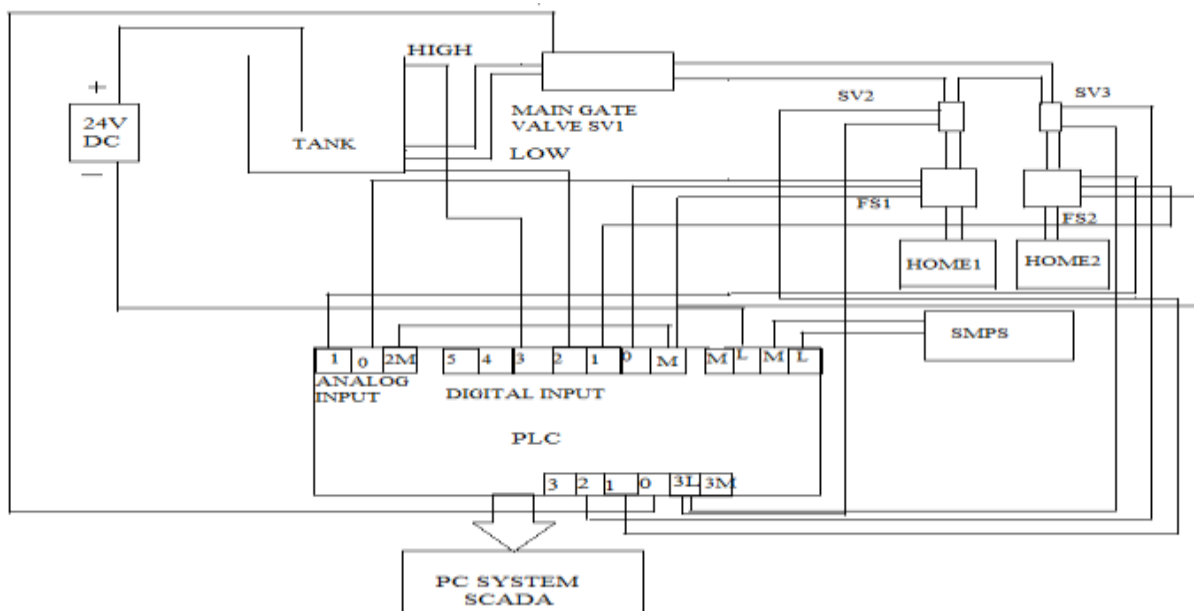 HIGH
+
24V
DC
—
TANK
MAIN GATE
VALVE SV1
LOW
SV2
SV3
FS1
FS2
HOME1
HOME2
SMPS
1 0 2M 5 4 3 2 1 0 M M L M L
ANALOG
INPUT
DIGITAL INPUT
PLC
3 2 1 0 3L 3M
PC SYSTEM
SCADA